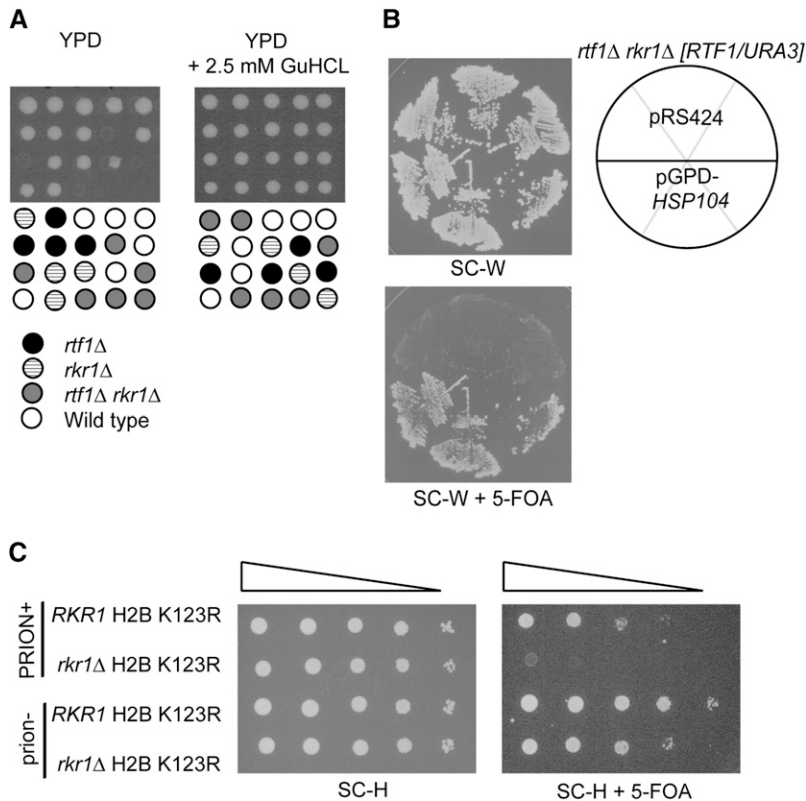 A
YPD
YPD
+ 2.5 mM GuHCL
rtf1Δ
rkr1Δ
rtf1Δ rkr1Δ
Wild type
B
rtf1Δ rkr1Δ [RTF1/URA3]
pRS424
pGPD-
HSP104
SC-W
SC-W + 5-FOA
C
PRION+
RKR1 H2B K123R
rkr1Δ H2B K123R
prion-
RKR1 H2B K123R
rkr1Δ H2B K123R
SC-H
SC-H + 5-FOA